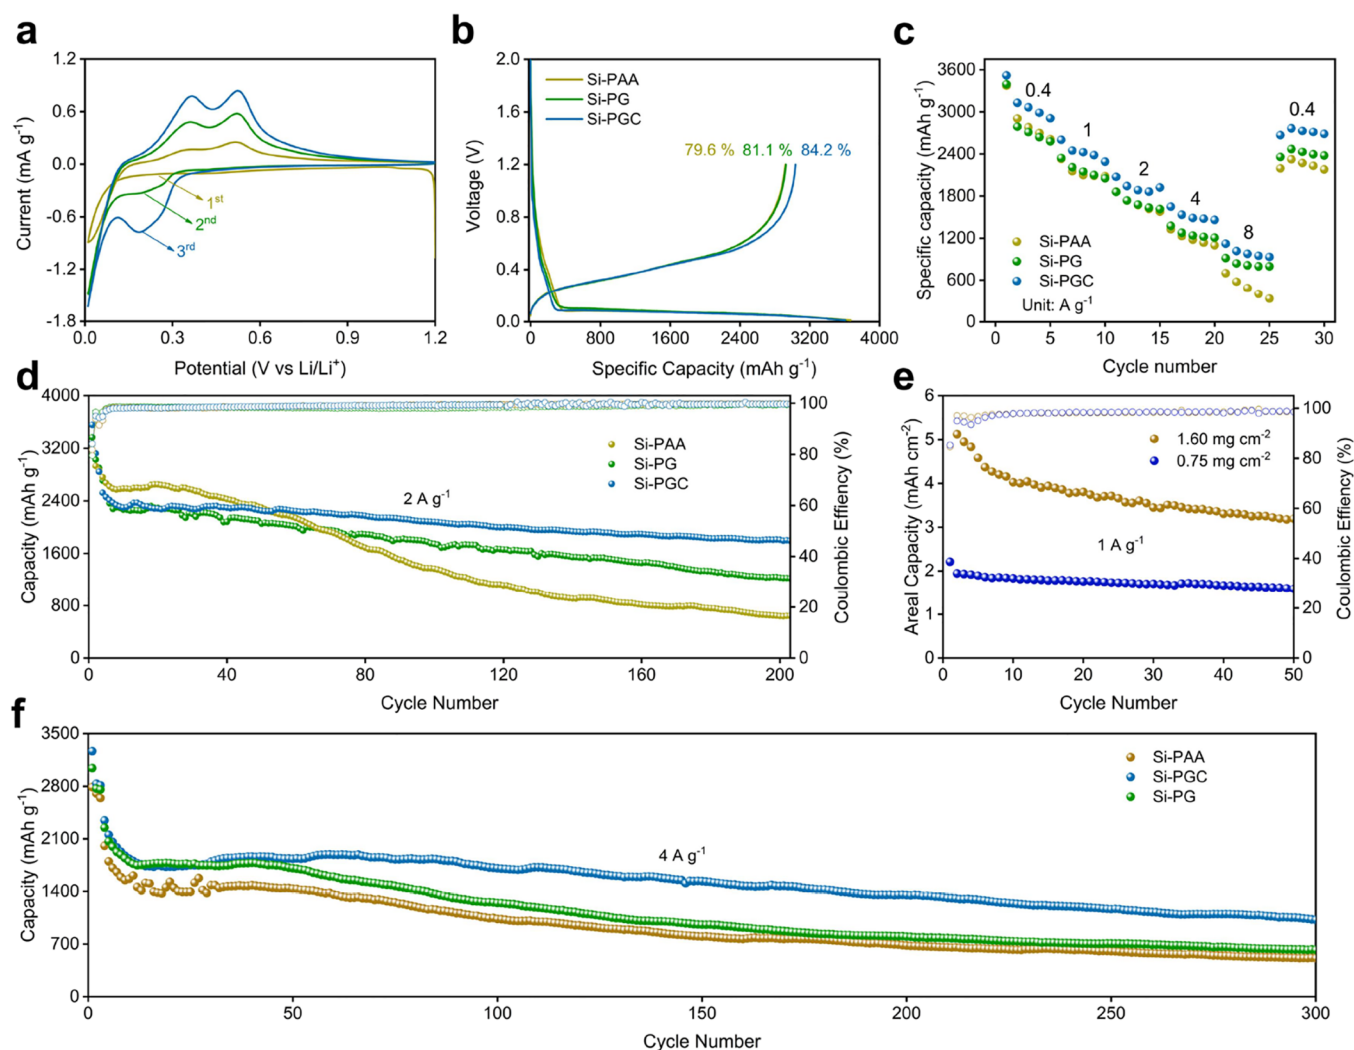 a
1.2
0.6
0.0
-0.6
-1.2
-1.8
Current (mA g⁻¹)
1st
2nd
3rd
0.0 0.3 0.6 0.9 1.2
Potential (V vs Li/Li⁺)
b
2.0
1.6
1.2
0.8
0.4
0.0
Voltage (V)
Si-PAA
Si-PG
Si-PGC
79.6 % 81.1 % 84.2 %
0 800 1600 2400 3200 4000
Specific Capacity (mAh g⁻¹)
c
3600
3000
2400
1800
1200
600
0
Specific capacity (mAh g⁻¹)
0.4
1
2
4
8
0.4
Si-PAA
Si-PG
Si-PGC
Unit: A g⁻¹
0 5 10 15 20 25 30
Cycle number
d
4000
3200
2400
1600
800
0
Capacity (mAh g⁻¹)
Si-PAA
Si-PG
Si-PGC
2 A g⁻¹
100
80
60
40
20
0
Coulombic Effiency (%)
0 40 80 120 160 200
Cycle Number
e
6
5
4
3
2
1
0
Areal Capacity (mAh cm⁻²)
1.60 mg cm⁻²
0.75 mg cm⁻²
1 A g⁻¹
100
80
60
40
20
0
Coulombic Effiency (%)
0 10 20 30 40 50
Cycle Number
f
3500
2800
2100
1400
700
0
Capacity (mAh g⁻¹)
Si-PAA
Si-PGC
Si-PG
4 A g⁻¹
0 50 100 150 200 250 300
Cycle Number